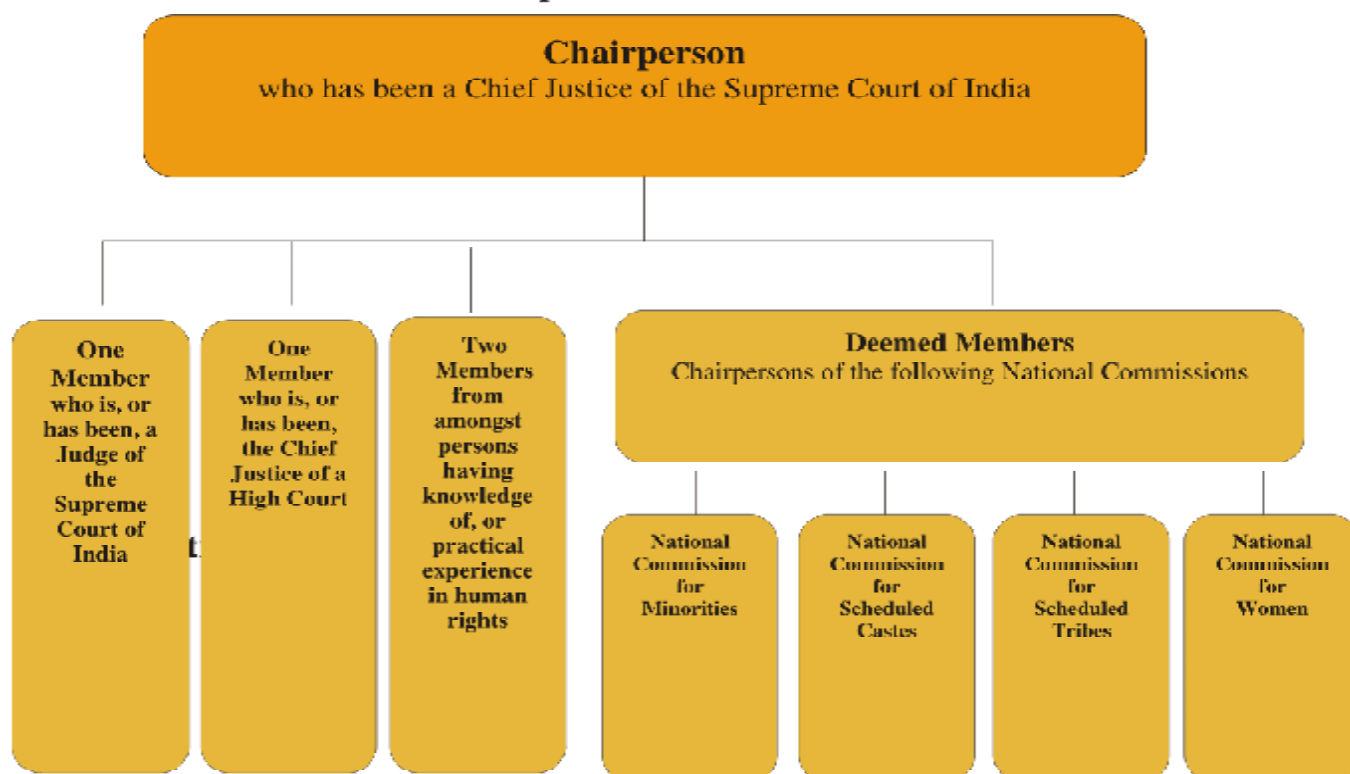 Chairperson
who has been a Chief Justice of the Supreme Court of India
One
Member
who is, or
has been, a
Judge of
the
Supreme
Court of
India
One
Member
who is, or
has been,
the Chief
Justice of a
High Court
Two
Members
from
amongst
persons
having
knowledge
of, or
practical
experience
in human
rights
Deemed Members
Chairpersons of the following National Commissions
National
Commission
for
Minorities
National
Commission
for
Scheduled
Castes
National
Commission
for
Scheduled
Tribes
National
Commission
for
Women